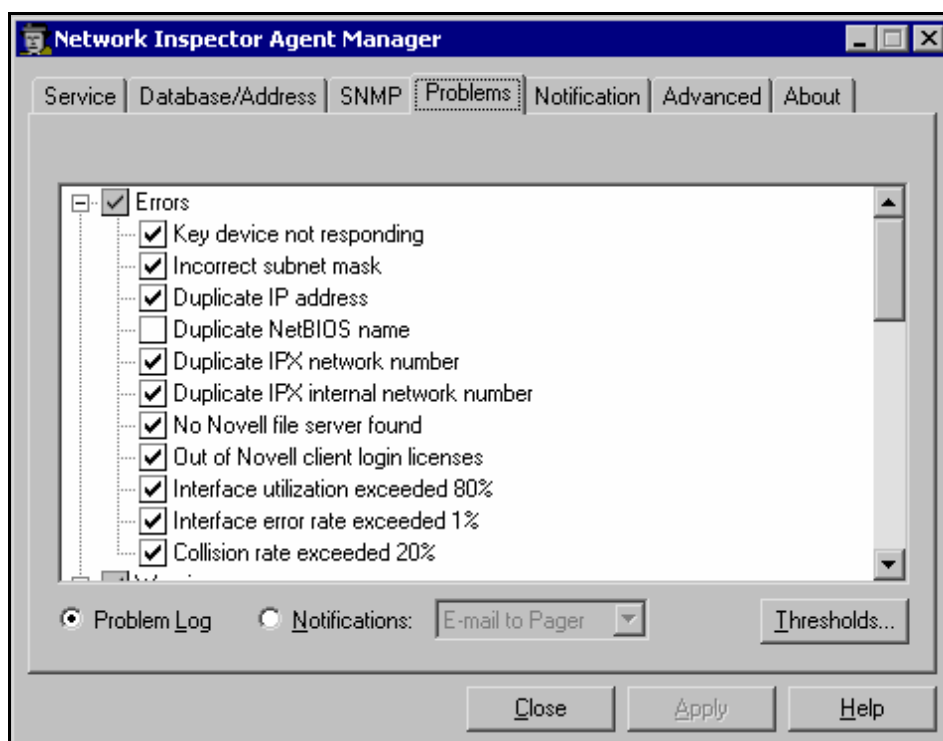 Network Inspector Agent Manager
Service Database/Address SNMP Problems Notification Advanced About
Errors
Key device not responding
Incorrect subnet mask
Duplicate IP address
Duplicate NetBIOS name
Duplicate IPX network number
Duplicate IPX internal network number
No Novell file server found
Out of Novell client login licenses
Interface utilization exceeded 80%
Interface error rate exceeded 1%
Collision rate exceeded 20%
Problem Log Notifications: E-mail to Pager Thresholds...
Close Apply Help